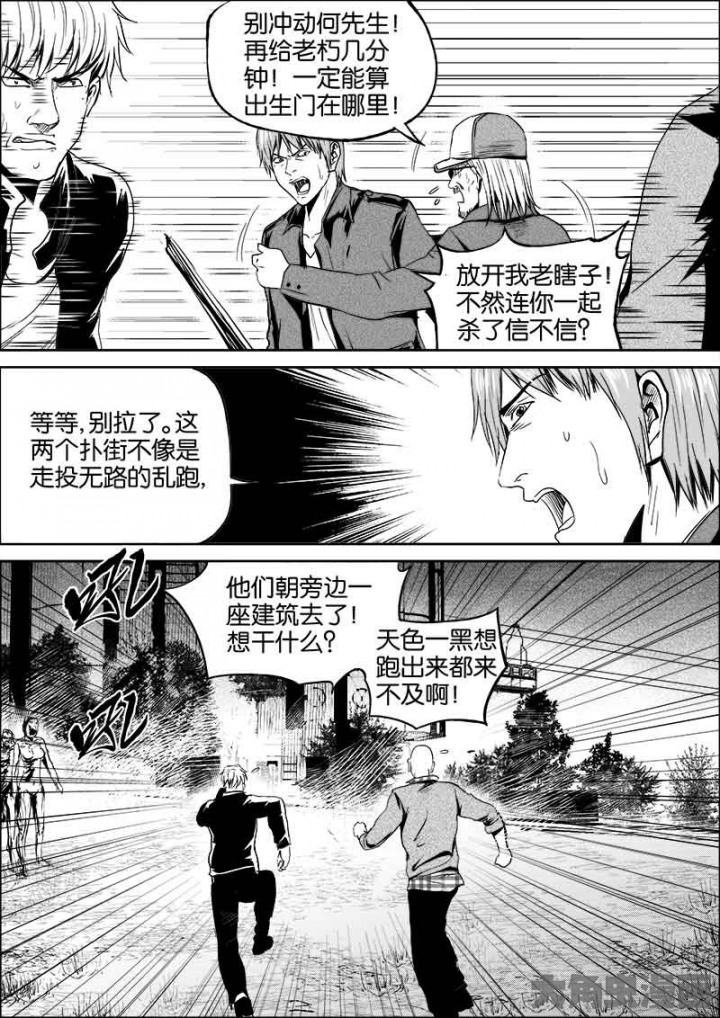 别冲动何先生！
再给老朽几分
钟！一定能算
出生门在哪里！
放开我老瞎子！
不然连你一起
杀了信不信？
等等，别拉了。这
两个扑街不像是
走投无路的乱跑，
吼
他们朝旁边一
座建筑去了！
想干什么？
天色一黑想
跑出来都来
不及啊！
吼